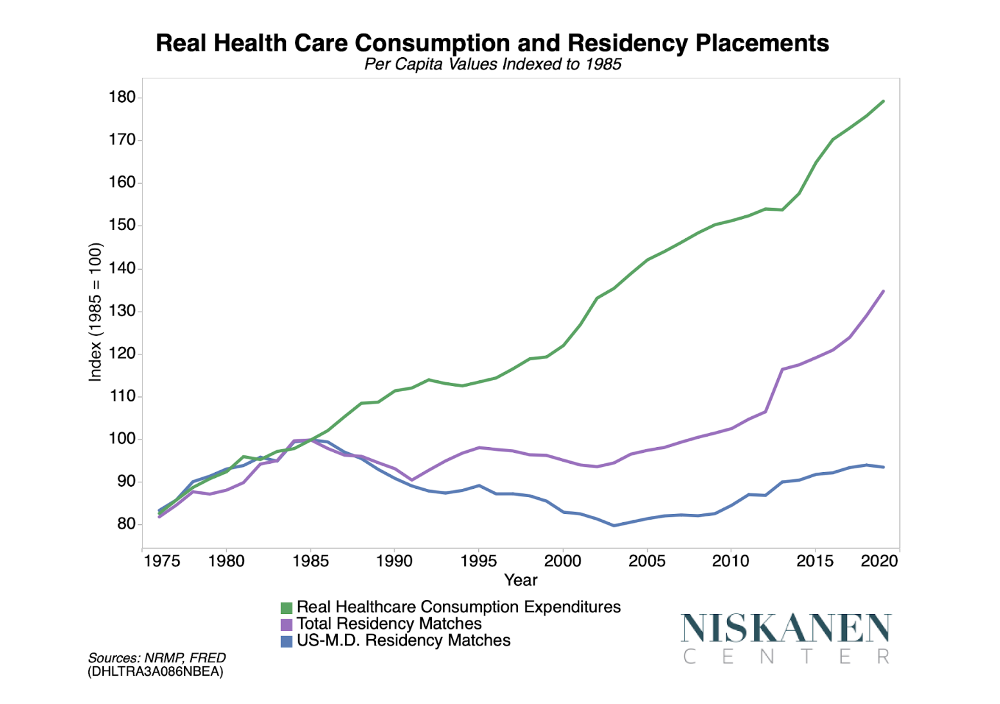 Real Health Care Consumption and Residency Placements
Per Capita Values Indexed to 1985
180
170
160
150
140
130
120
110
100
90
80
Index (1985 = 100)
1975 1980 1985 1990 1995 2000 2005 2010 2015 2020
Year
Real Healthcare Consumption Expenditures
Total Residency Matches
US-M.D. Residency Matches
NISKANEN
CENTER
Sources: NRMP, FRED
(DHLTRA3A086NBEA)